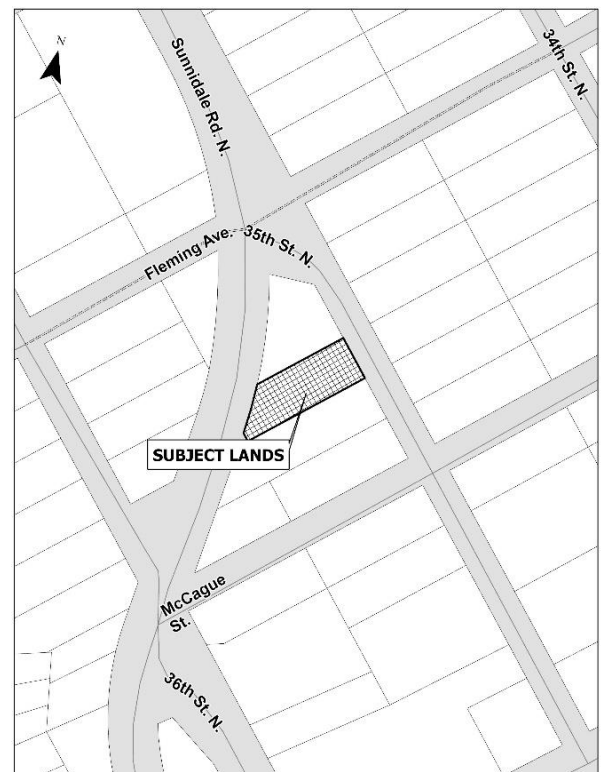 N
Sunnidale Rd. N.
34th St. N.
Fleming Ave.
35th St. N.
SUBJECT LANDS
McCague
St.
36th St. N.